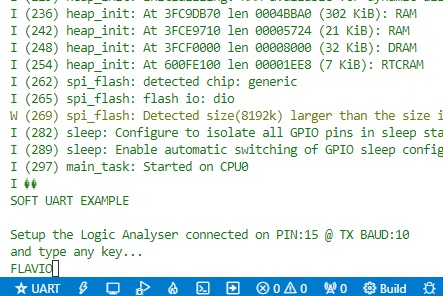 I (236) heap_init: At 3FC9DB70 len 0004BBA0 (302 KiB): RAM
I (242) heap_init: At 3FCE9710 len 00005724 (21 KiB): RAM
I (248) heap_init: At 3FCF0000 len 00008000 (32 KiB): DRAM
I (254) heap_init: At 600FE100 len 00001EE8 (7 KiB): RTCRAM
I (262) spi_flash: detected chip: generic
I (265) spi_flash: flash io: dio
W (269) spi_flash: Detected size(8192k) larger than the size i
I (282) sleep: Configure to isolate all GPIO pins in sleep sta
I (289) sleep: Enable automatic switching of GPIO sleep config
I (297) main_task: Started on CPU0
I
SOFT UART EXAMPLE
Setup the Logic Analyser connected on PIN:15 @ TX BAUD:10
and type any key...
FLAVIO
UART 0 0 0 Build